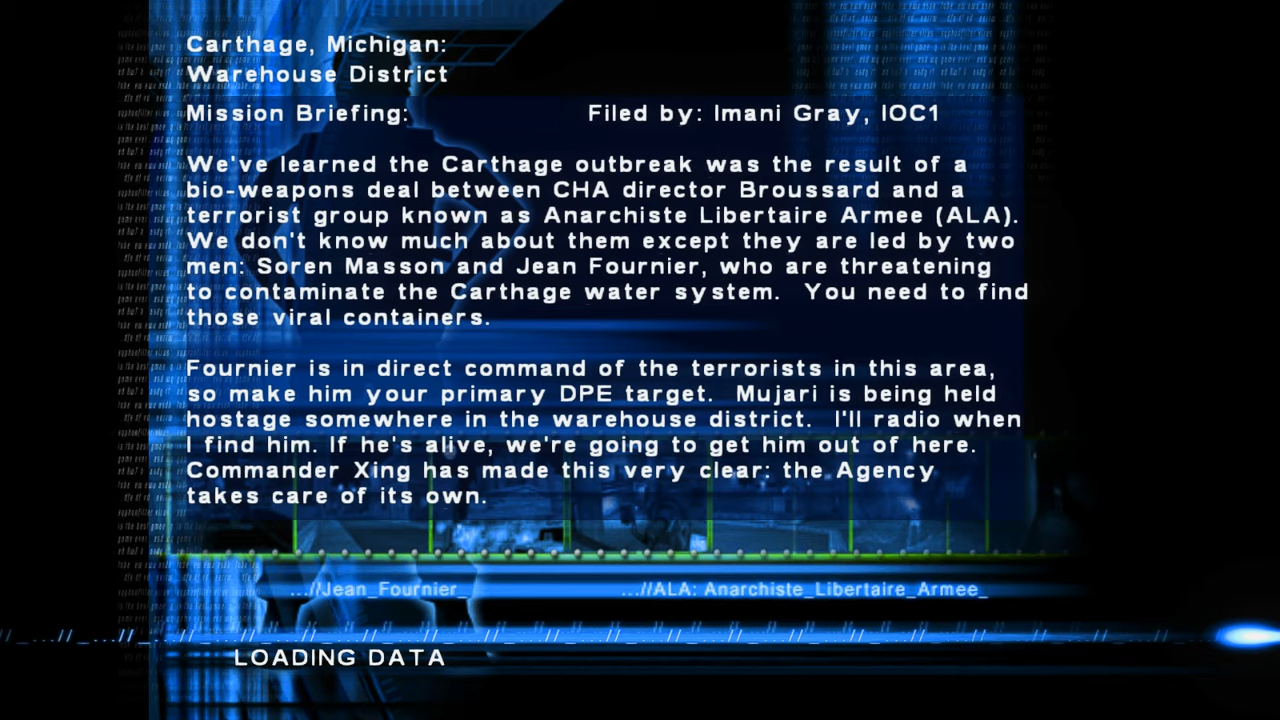 Carthage, Michigan:
Warehouse District
Mission Briefing:
Filed by: Imani Gray, IOC1
We've learned the Carthage outbreak was the result of a
bio-weapons deal between CHA director Broussard and a
terrorist group known as Anarchiste Libertaire Armee (ALA).
We don't know much about them except they are led by two
men: Soren Masson and Jean Fournier, who are threatening
to contaminate the Carthage water system.  You need to find
those viral containers.
Fournier is in direct command of the terrorists in this area,
so make him your primary DPE target.  Mujari is being held
hostage somewhere in the warehouse district.  I'll radio when
I find him. If he's alive, we're going to get him out of here.
Commander Xing has made this very clear: the Agency
takes care of its own.
...//Jean_Fournier_
...//ALA: Anarchiste_Libertaire_Armee_
LOADING DATA